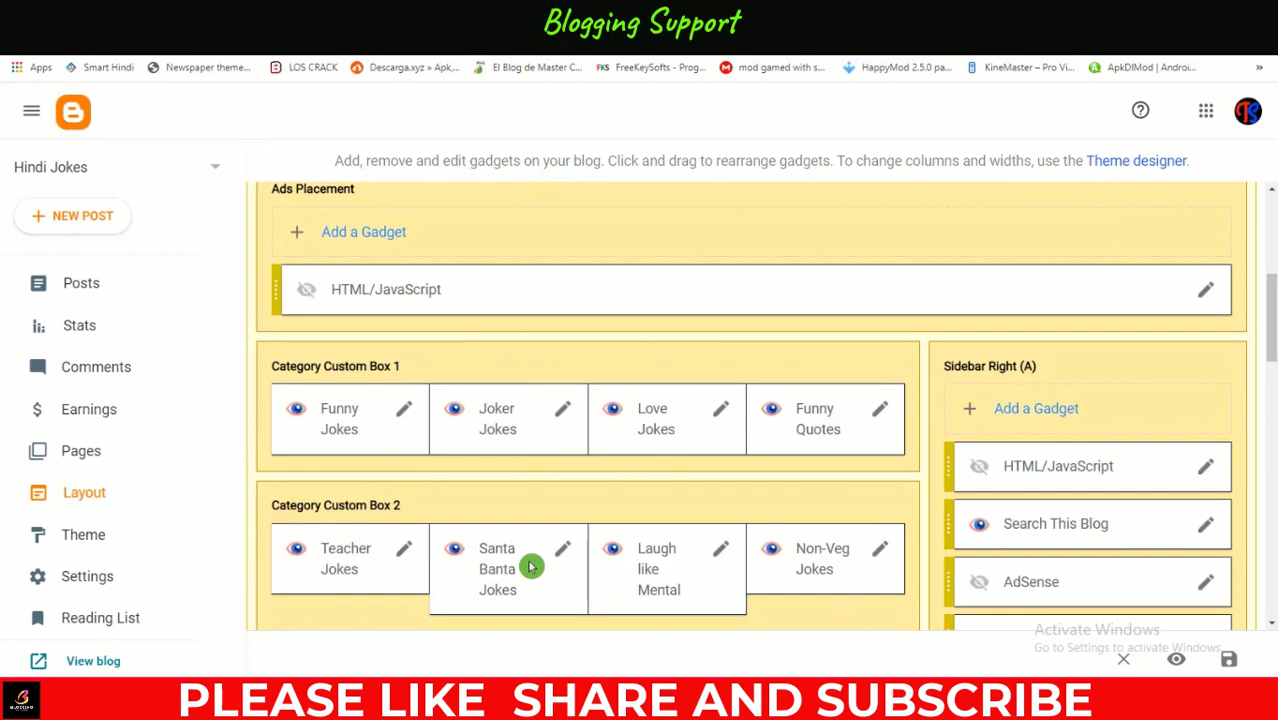 Blogging Support
Apps
Smart Hindi
Newspaper theme...
LOS CRACK
Descarga.xyz » Apk,...
El Blog de Master C...
FKS FreeKeySofts - Prog...
mod gamed with s...
HappyMod 2.5.0 pa...
KineMaster – Pro Vi...
ApkDlMod | Androi...
»
Hindi Jokes
Add, remove and edit gadgets on your blog. Click and drag to rearrange gadgets. To change columns and widths, use the Theme designer.
+ NEW POST
Posts
Stats
Comments
Earnings
Pages
Layout
Theme
Settings
Reading List
View blog
Ads Placement
+ Add a Gadget
HTML/JavaScript
Category Custom Box 1
Funny
Jokes
Joker
Jokes
Love
Jokes
Funny
Quotes
Category Custom Box 2
Teacher
Jokes
Santa
Banta
Jokes
Laugh
like
Mental
Non-Veg
Jokes
Sidebar Right (A)
+ Add a Gadget
HTML/JavaScript
Search This Blog
AdSense
Activate Windows
Go to Settings to activate Windows.
PLEASE LIKE SHARE AND SUBSCRIBE